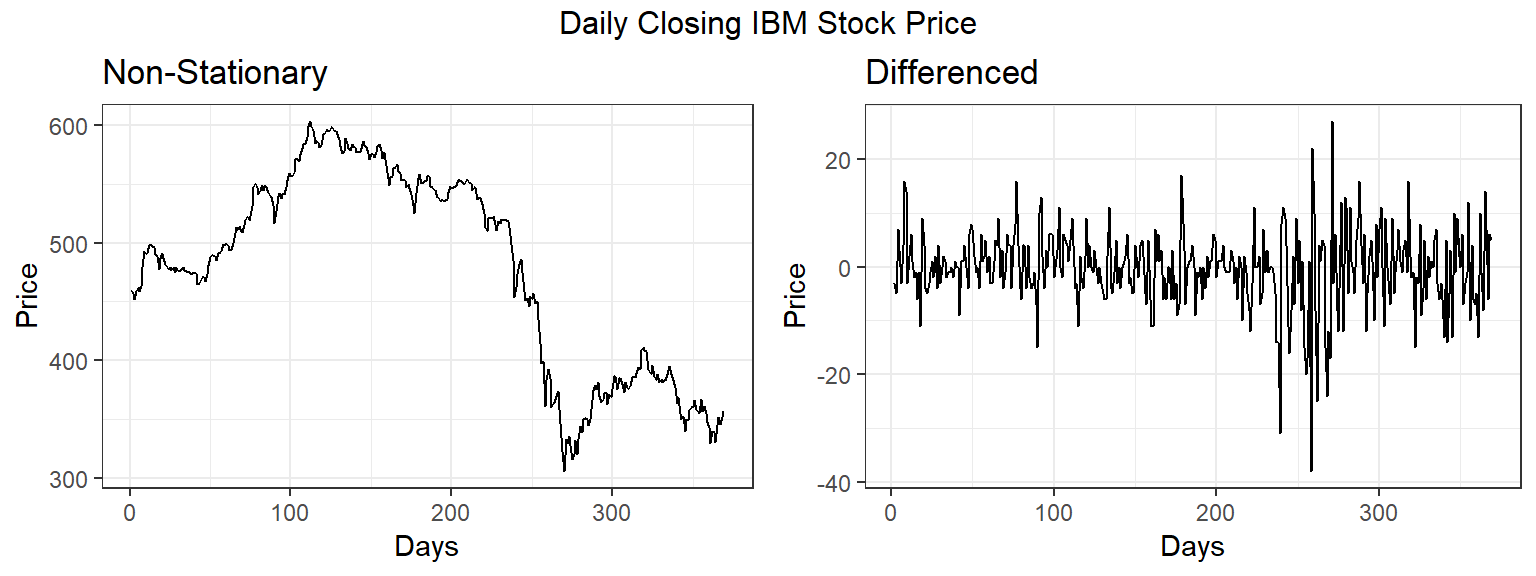 Daily Closing IBM Stock Price
Non-Stationary
Price
600
500
400
300
0 100 200 300
Days
Differenced
Price
20
0
-20
-40
0 100 200 300
Days